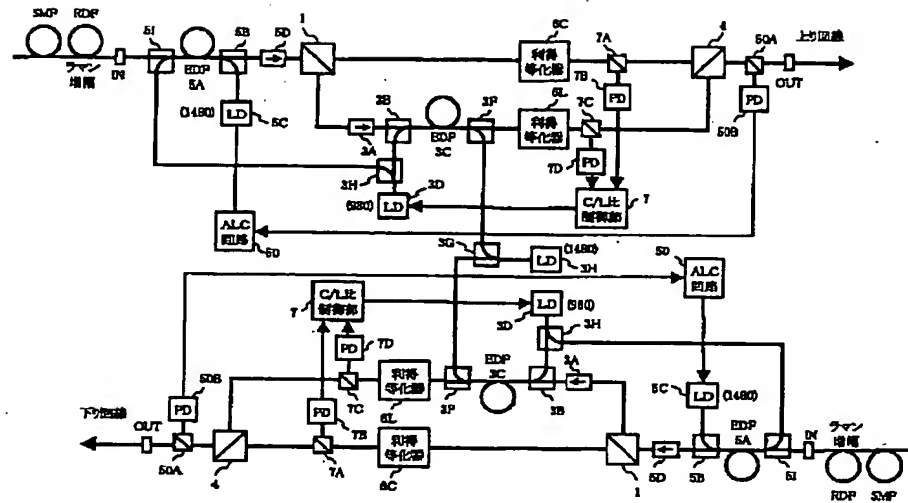 SMF RDF 5I 5B 5D 1 6C 7A 4 50A 上り回線
ラマン増幅 IN EDF 5A 利得等化器 7B PD OUT
(1480) LD 5C 3B 3F 6L 7C PD 50B
EDF 3C 利得等化器
3A PD 7D
3H
(980) LD 3D C/L比制御部 7
ALC回路 50
3G LD (1480) 3H ALC回路 50
C/L比制御部 7 LD (980) 3D
3H
PD 7D EDF 3C 3A
PD 50B 利得等化器 5C LD (1480)
下り回線 7C 6L 3F 3B EDF 5A ラマン増幅
OUT PD 7B 利得等化器 IN
50A 4 7A 6C 1 5D 5B 5I RDF SMF